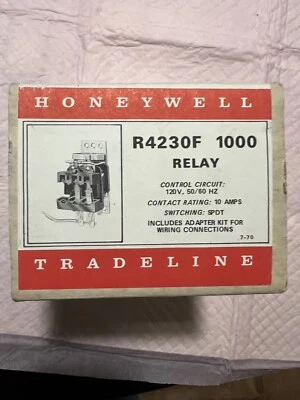 HONEYWELL
R4230F 1000
RELAY
CONTROL CIRCUIT:
120V, 50/60 HZ
CONTACT RATING: 10 AMPS
SWITCHING: SPDT
INCLUDES ADAPTER KIT FOR
WIRING CONNECTIONS
7-70
TRADELINE